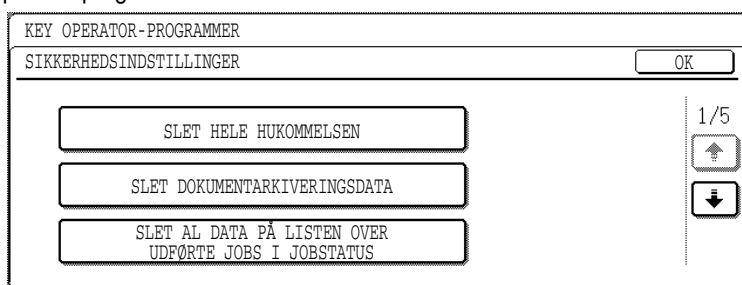 KEY OPERATOR-PROGRAMMER
SIKKERHEDSINDSTILLINGER
OK
SLET HELE HUKOMMELSEN
1/5
SLET DOKUMENTARKIVERINGSDATA
SLET AL DATA PÅ LISTEN OVER
UDFØRTE JOBS I JOBSTATUS